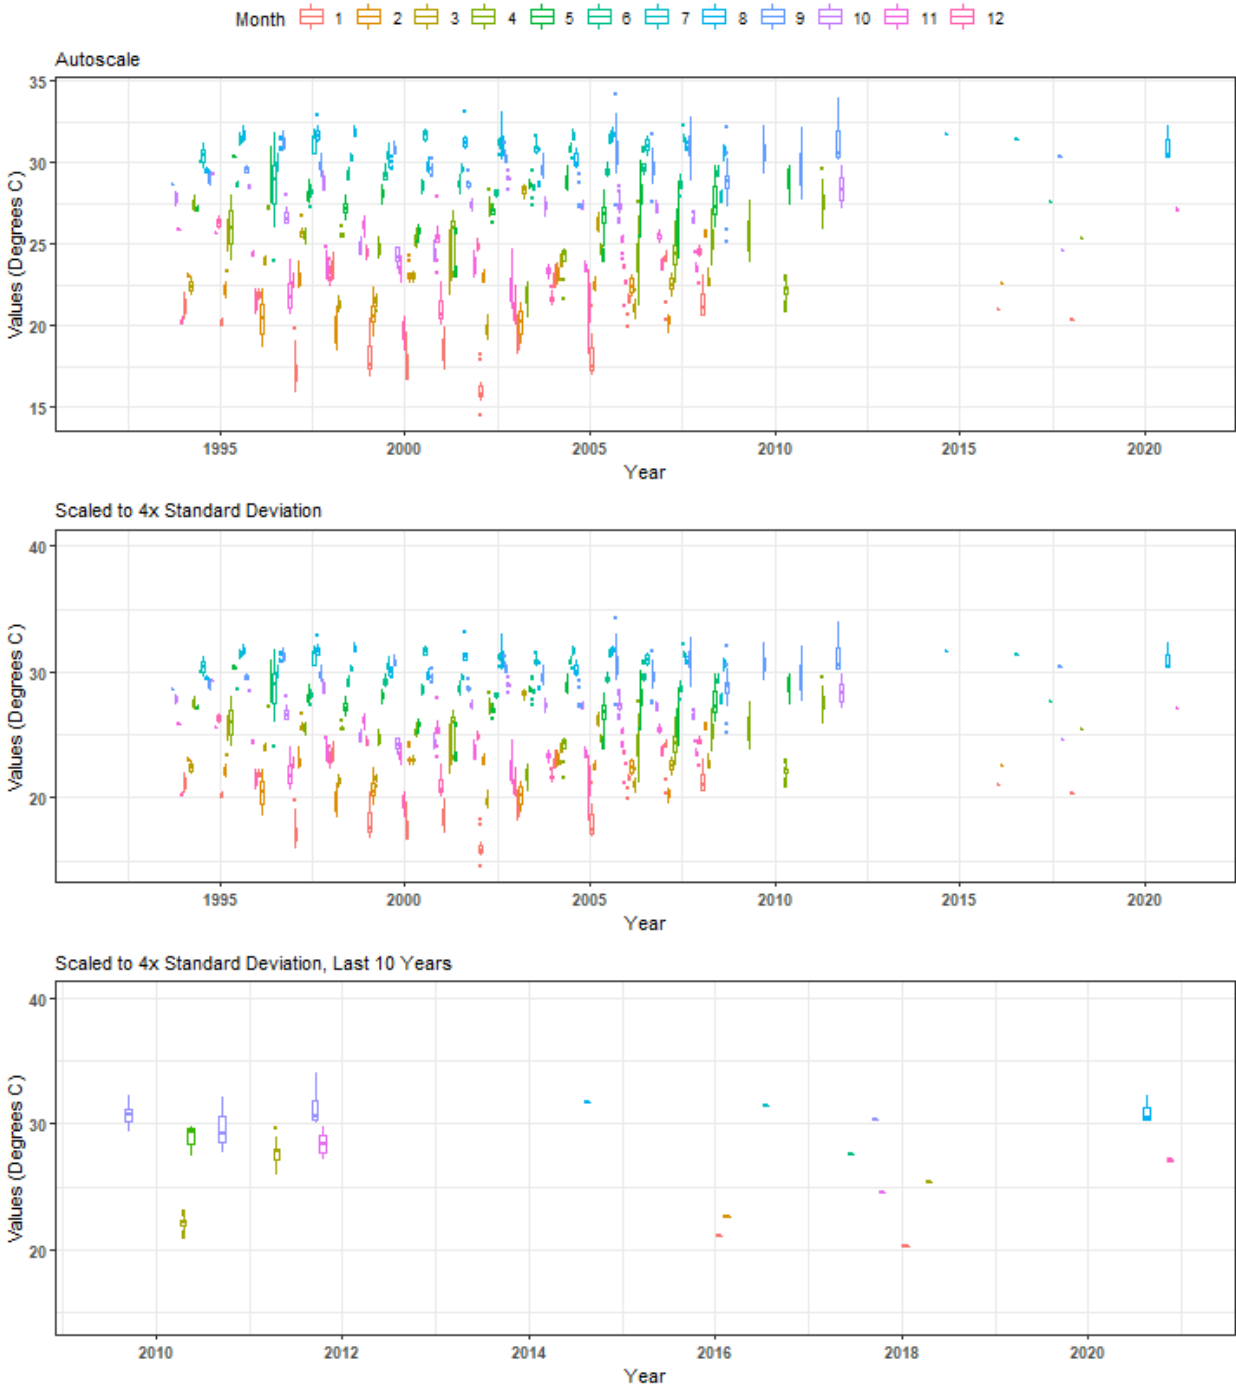 Month 1 2 3 4 5 6 7 8 9 10 11 12
Autoscale
35
30
25
20
15
Values (Degrees C)
1995 2000 2005 2010 2015 2020
Year
Scaled to 4x Standard Deviation
40
30
20
Values (Degrees C)
1995 2000 2005 2010 2015 2020
Year
Scaled to 4x Standard Deviation, Last 10 Years
40
30
20
Values (Degrees C)
2010 2012 2014 2016 2018 2020
Year